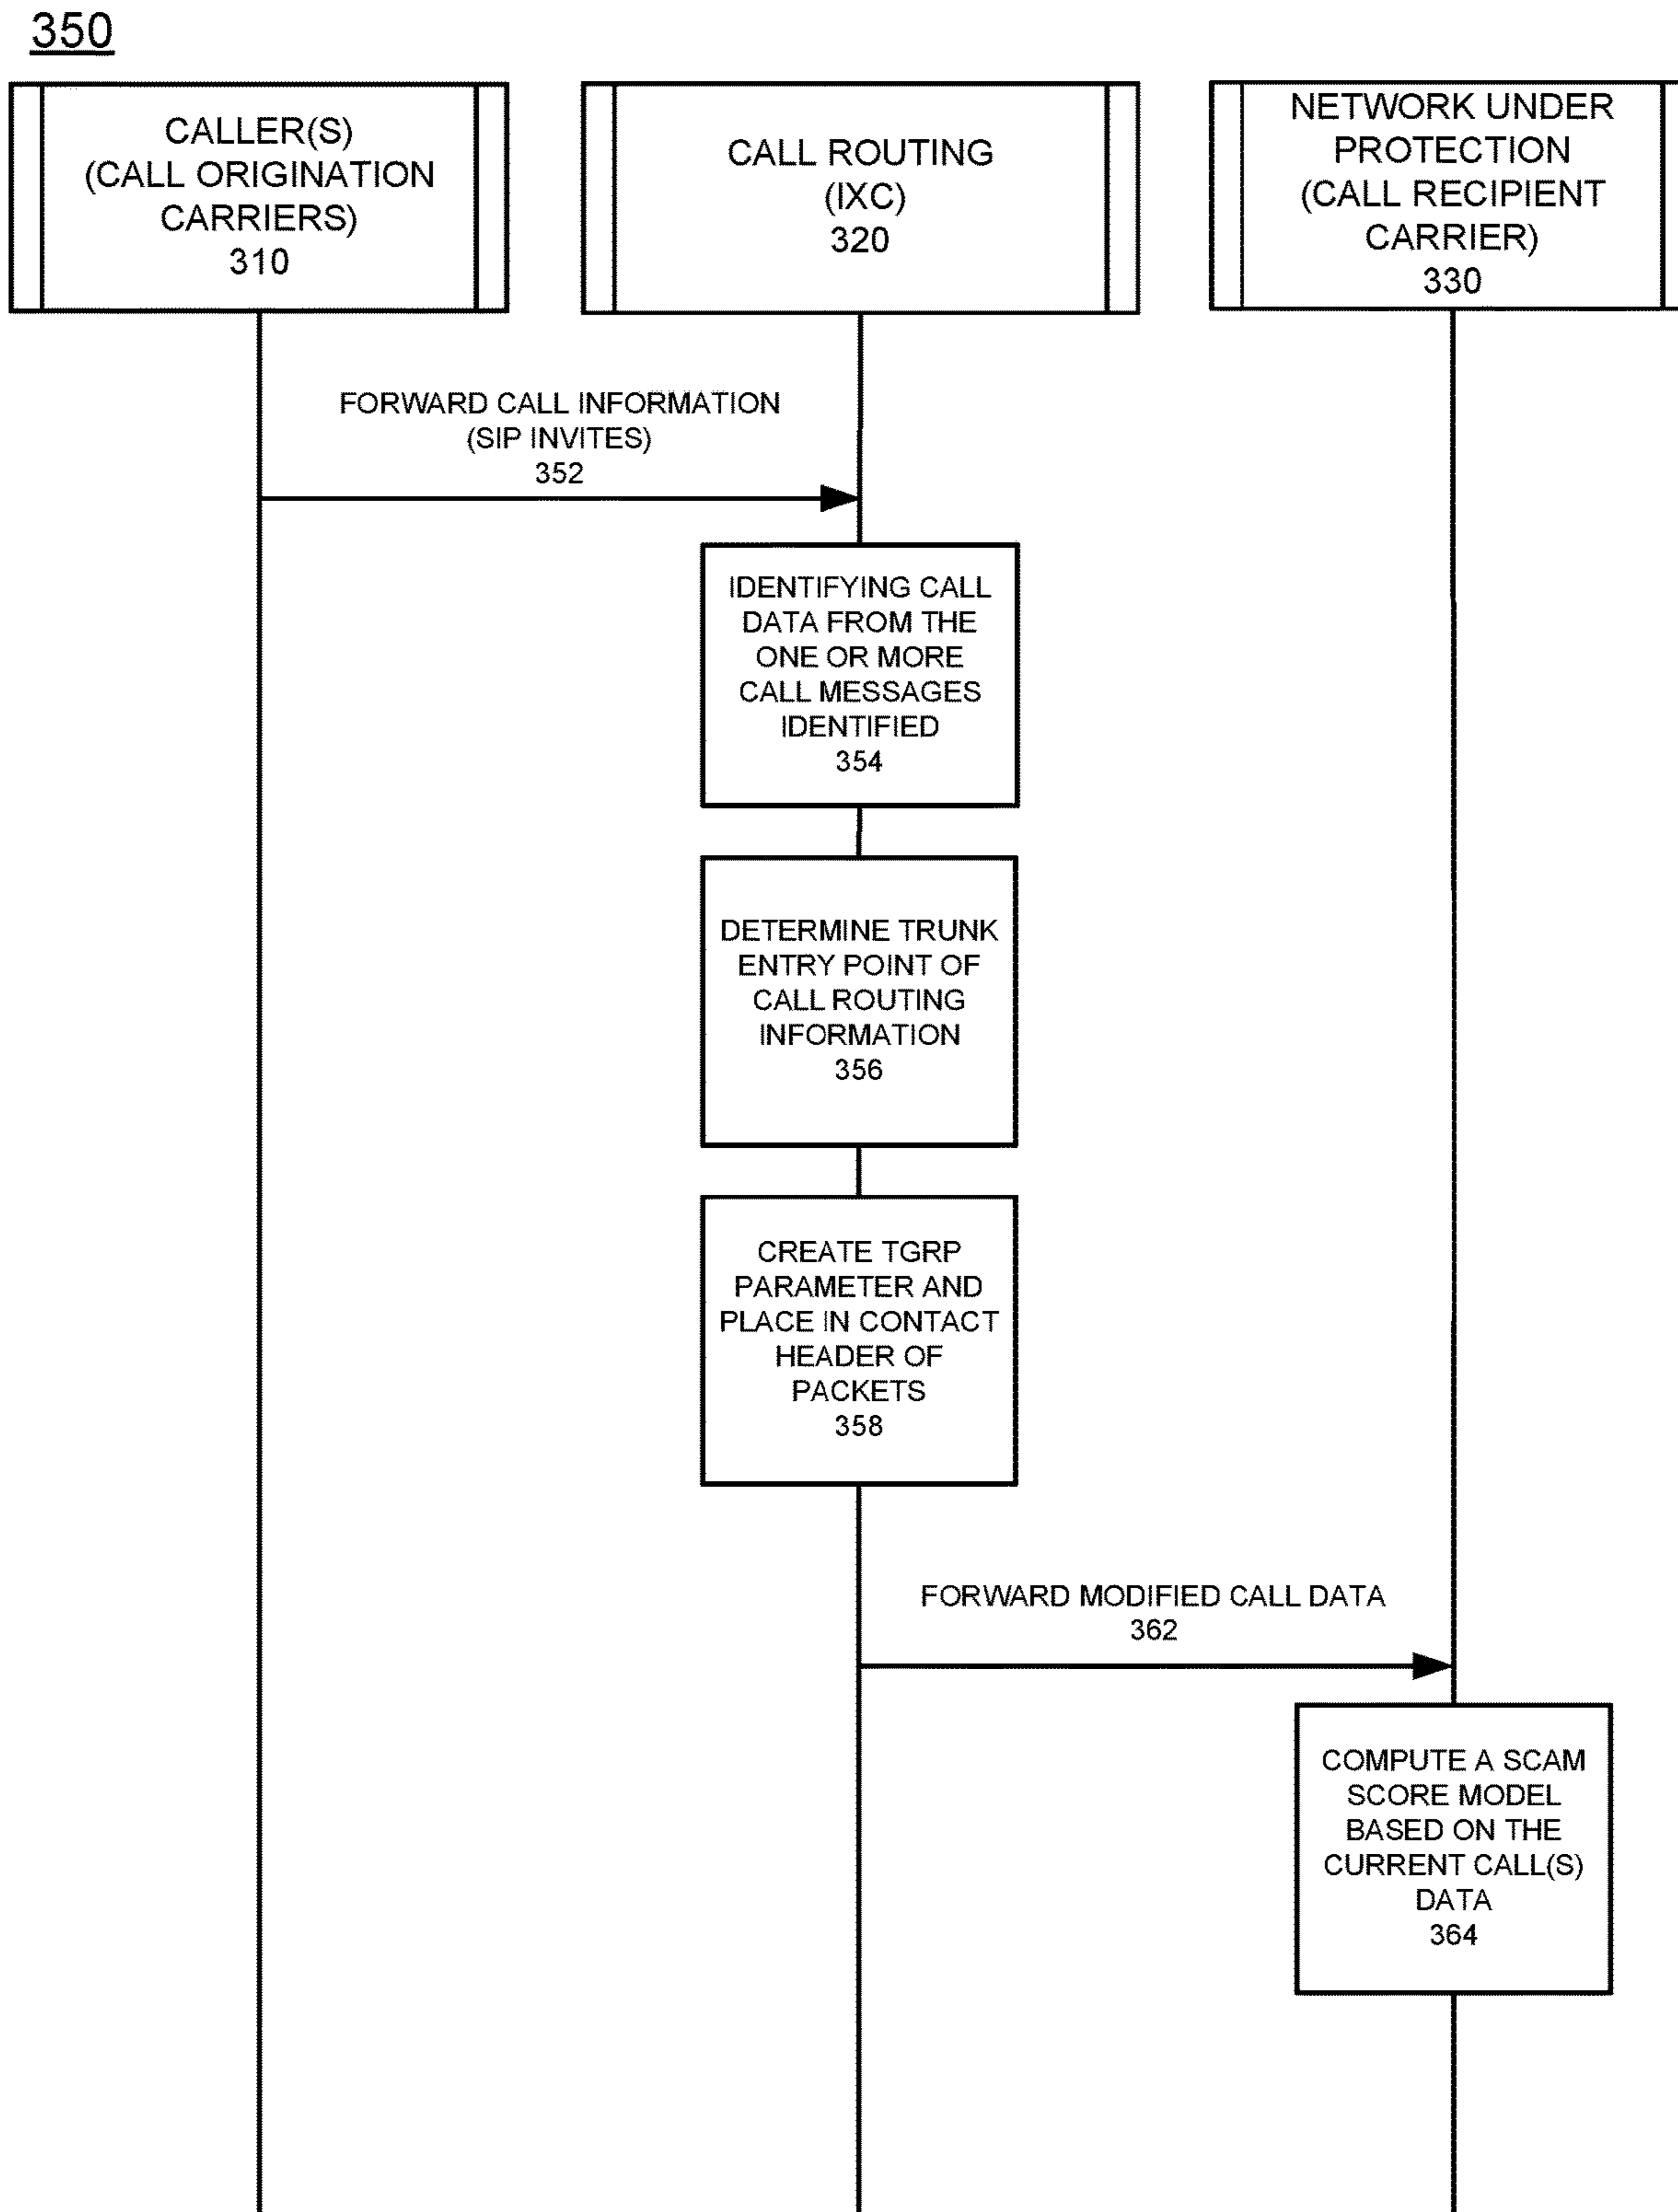 350
CALLER(S)
(CALL ORIGINATION
CARRIERS)
310
CALL ROUTING
(IXC)
320
NETWORK UNDER
PROTECTION
(CALL RECIPIENT
CARRIER)
330
FORWARD CALL INFORMATION
(SIP INVITES)
352
IDENTIFYING CALL
DATA FROM THE
ONE OR MORE
CALL MESSAGES
IDENTIFIED
354
DETERMINE TRUNK
ENTRY POINT OF
CALL ROUTING
INFORMATION
356
CREATE TGRP
PARAMETER AND
PLACE IN CONTACT
HEADER OF
PACKETS
358
FORWARD MODIFIED CALL DATA
362
COMPUTE A SCAM
SCORE MODEL
BASED ON THE
CURRENT CALL(S)
DATA
364